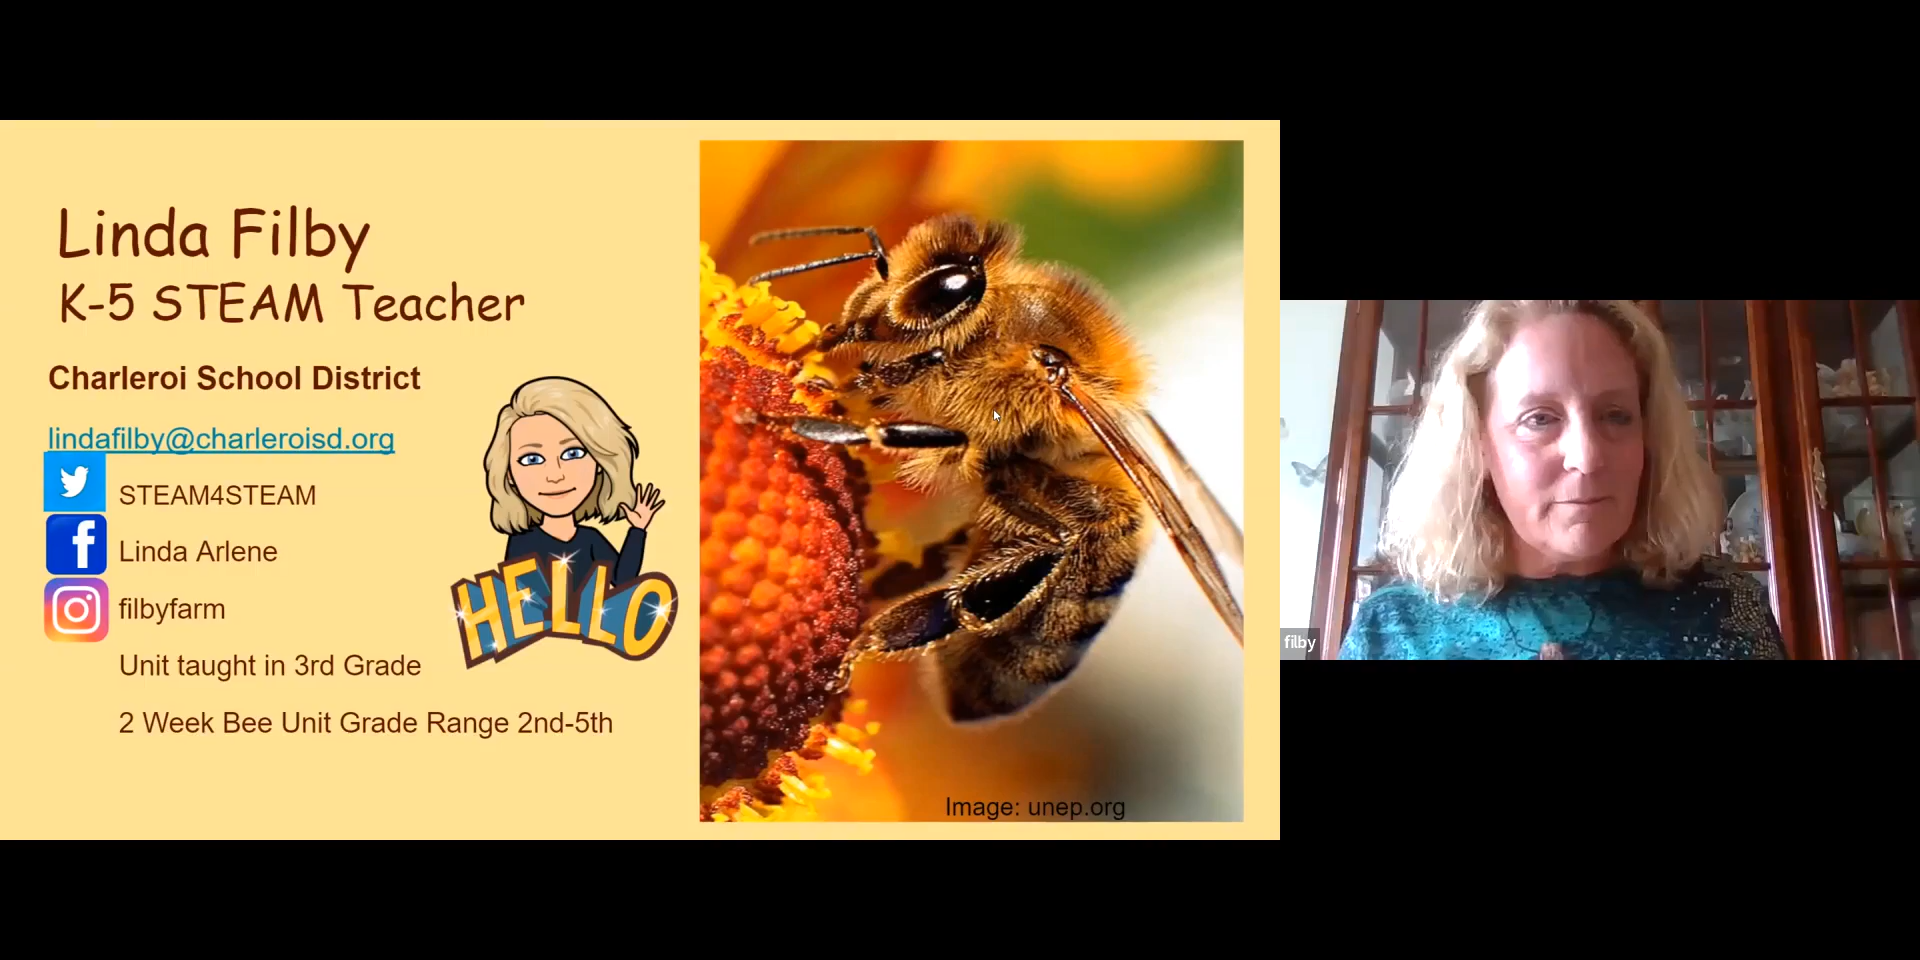 Linda Filby
K-5 STEAM Teacher
Charleroi School District
lindafilby@charleroisd.org
STEAM4STEAM
Linda Arlene
filbyfarm
Unit taught in 3rd Grade
2 Week Bee Unit Grade Range 2nd-5th
HELLO
Image: unep.org
filby